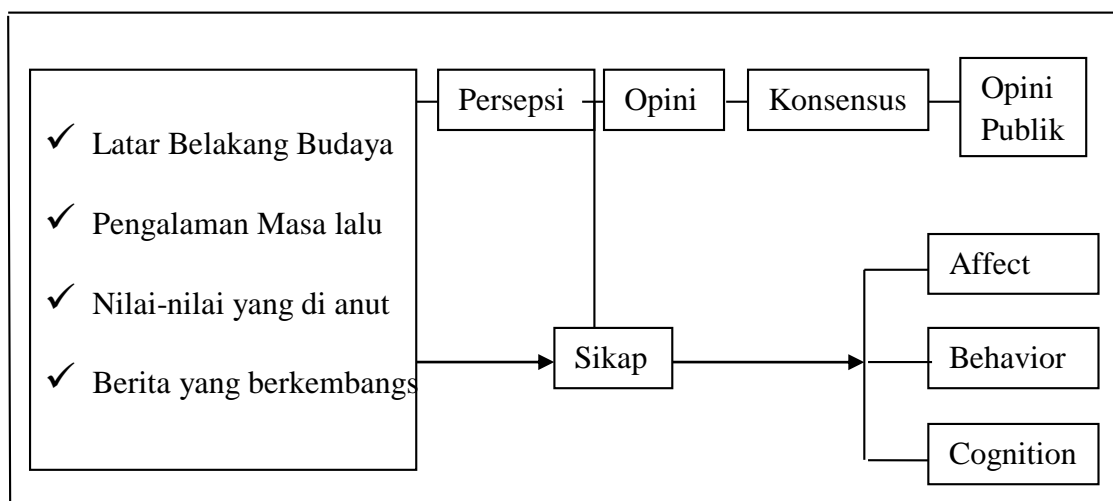 Persepsi
Opini
Konsensus
Opini
Publik
✓ Latar Belakang Budaya
✓ Pengalaman Masa lalu
✓ Nilai-nilai yang di anut
✓ Berita yang berkembangs
Sikap
Affect
Behavior
Cognition